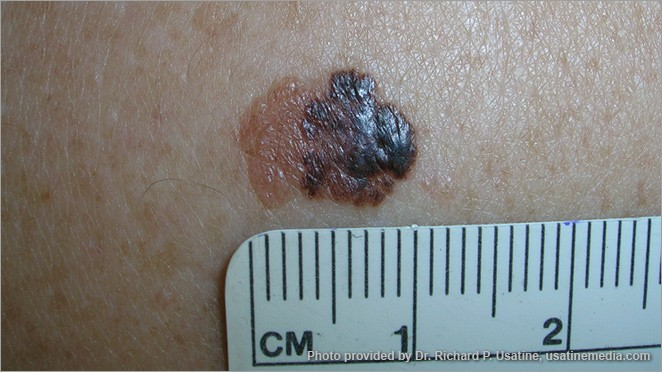 CM 1 2
Photo provided by Dr. Richard P. Usatine, usatinemedia.com